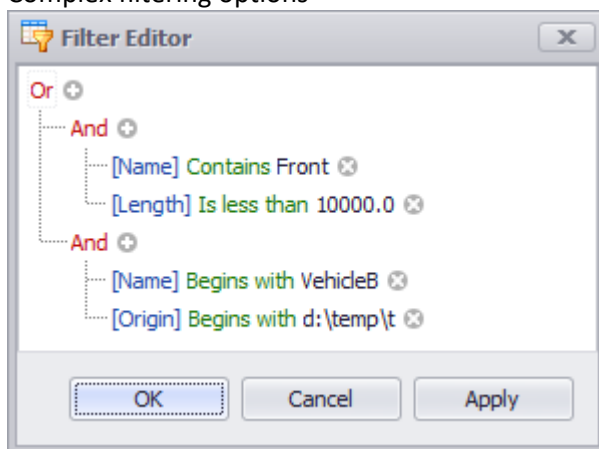 Complex filtering options
Filter Editor
Or
And
[Name] Contains Front
[Length] Is less than 10000.0
And
[Name] Begins with VehicleB
[Origin] Begins with d:\temp\t
OK Cancel Apply